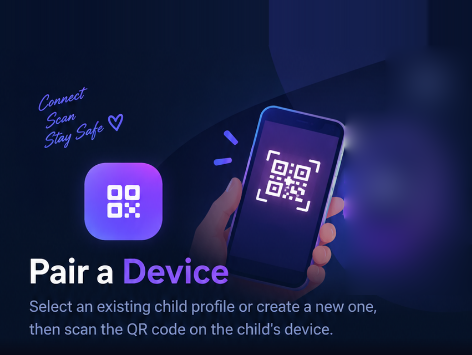 Connect
Scan
Stay Safe
Pair a Device
Select an existing child profile or create a new one,
then scan the QR code on the child's device.